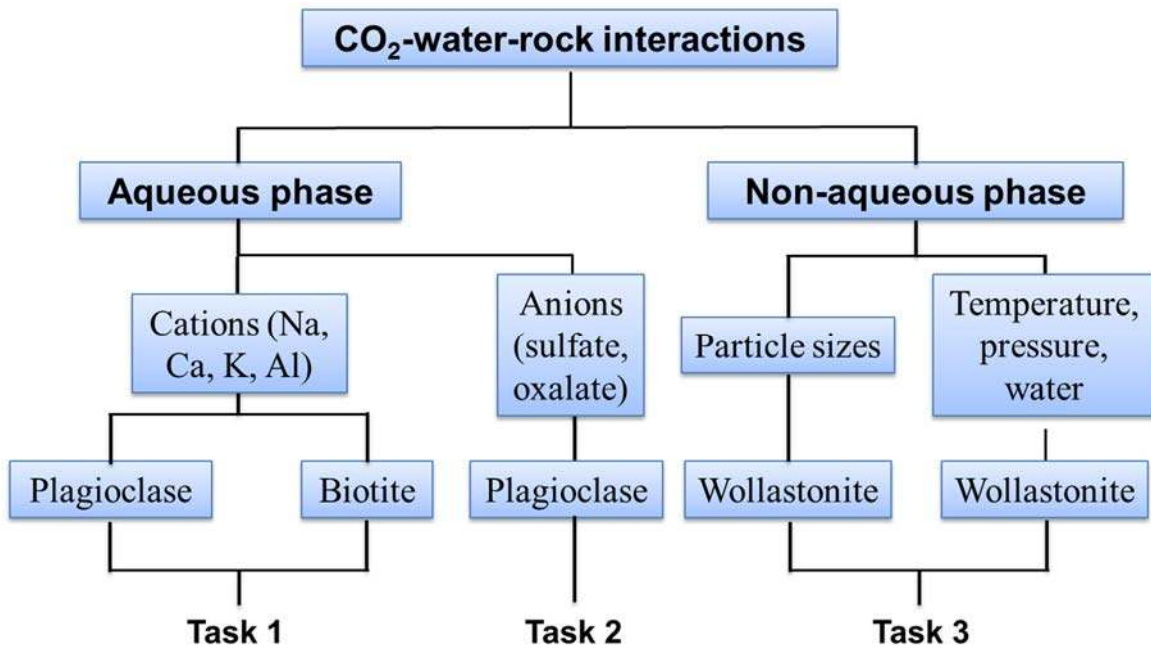 CO₂-water-rock interactions
Aqueous phase
Non-aqueous phase
Cations (Na,
Ca, K, Al)
Anions
(sulfate,
oxalate)
Particle sizes
Temperature,
pressure,
water
Plagioclase
Biotite
Plagioclase
Wollastonite
Wollastonite
Task 1
Task 2
Task 3